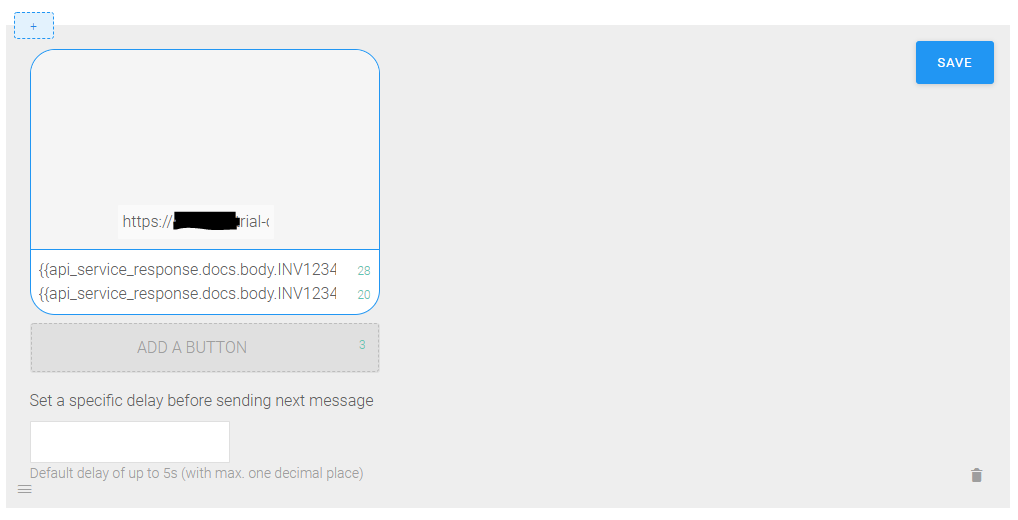 +
SAVE
https:// rial-
{{api_service_response.docs.body.INV1234 28
{{api_service_response.docs.body.INV1234 20
ADD A BUTTON 3
Set a specific delay before sending next message
Default delay of up to 5s (with max. one decimal place)